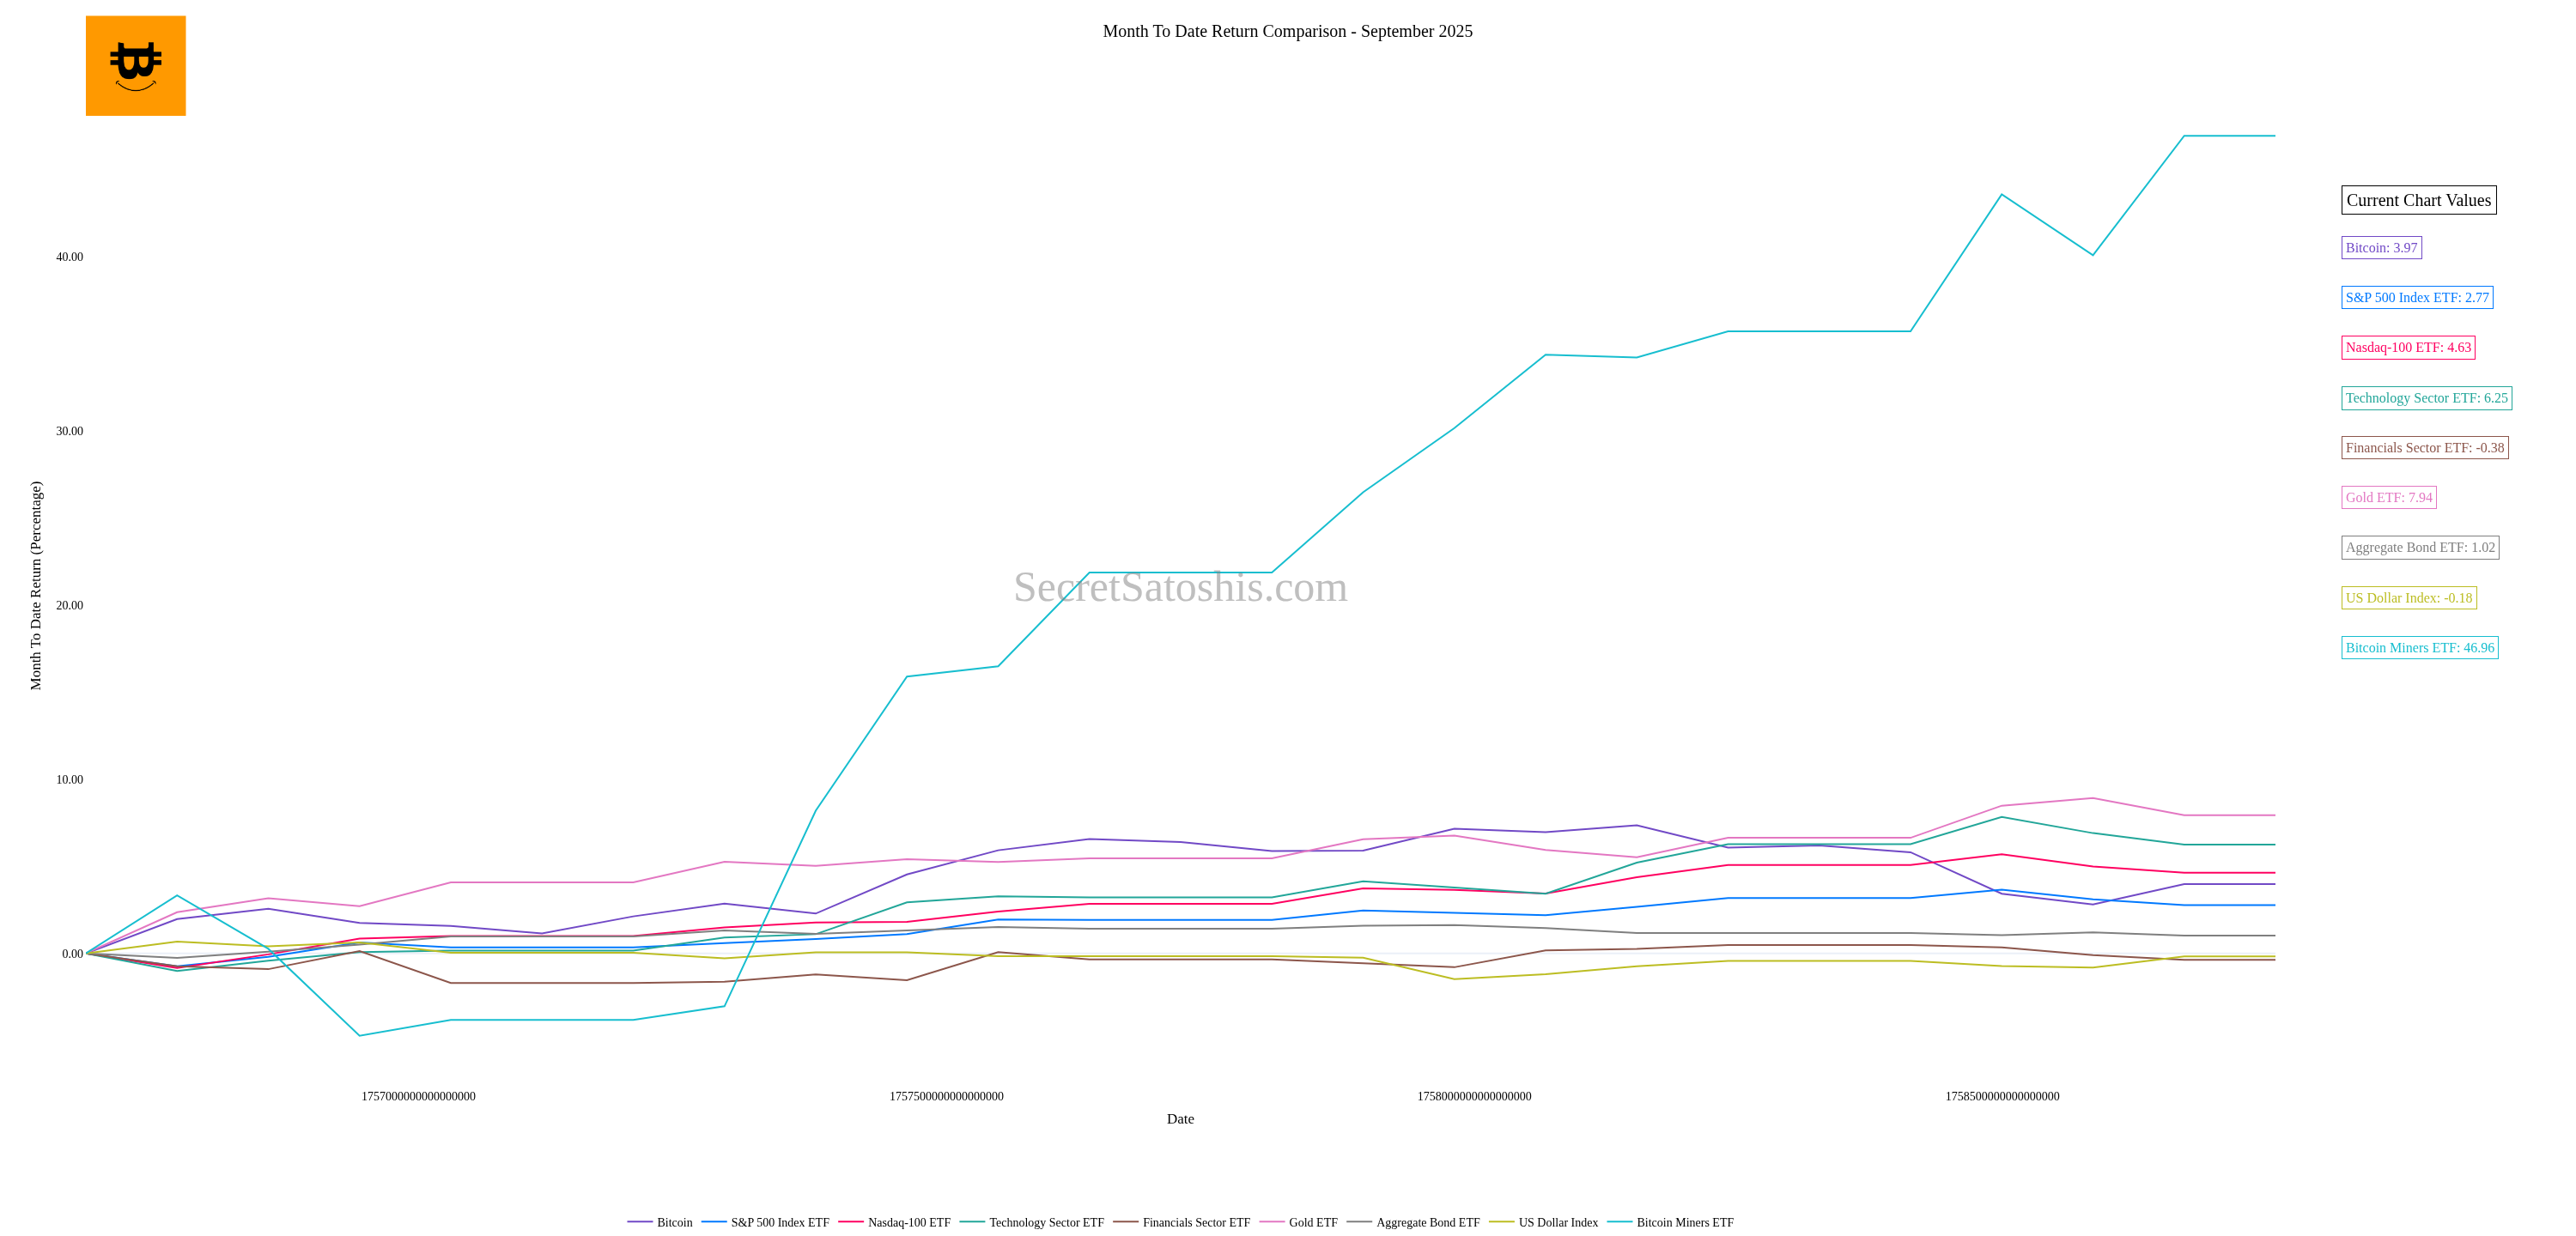 Month To Date Return Comparison - September 2025
Current Chart Values
Bitcoin: 3.97
S&P 500 Index ETF: 2.77
Nasdaq-100 ETF: 4.63
Technology Sector ETF: 6.25
Financials Sector ETF: -0.38
Gold ETF: 7.94
Aggregate Bond ETF: 1.02
US Dollar Index: -0.18
Bitcoin Miners ETF: 46.96
Month To Date Return (Percentage)
40.00
30.00
20.00
10.00
0.00
SecretSatoshis.com
1757000000000000000 1757500000000000000 1758000000000000000 1758500000000000000
Date
Bitcoin S&P 500 Index ETF Nasdaq-100 ETF Technology Sector ETF Financials Sector ETF Gold ETF Aggregate Bond ETF US Dollar Index Bitcoin Miners ETF